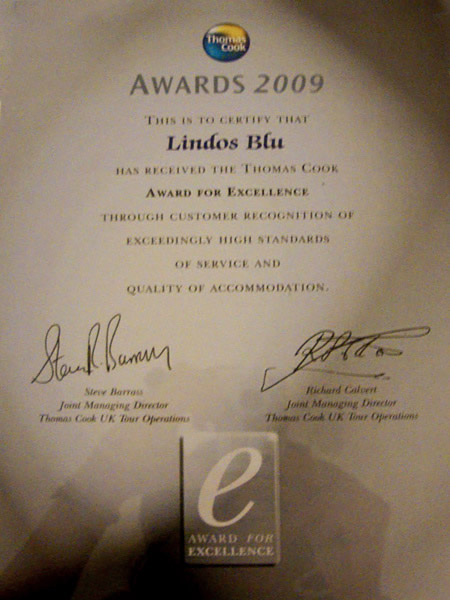 Thomas
Cook
AWARDS 2009
THIS IS TO CERTIFY THAT
Lindos Blu
HAS RECEIVED THE THOMAS COOK
AWARD FOR EXCELLENCE
THROUGH CUSTOMER RECOGNITION OF
EXCEEDINGLY HIGH STANDARDS
OF SERVICE AND
QUALITY OF ACCOMMODATION.
Steve Barrass
Joint Managing Director
Thomas Cook UK Tour Operations
Richard Calvert
Joint Managing Director
Thomas Cook UK Tour Operations
e
AWARD FOR
EXCELLENCE